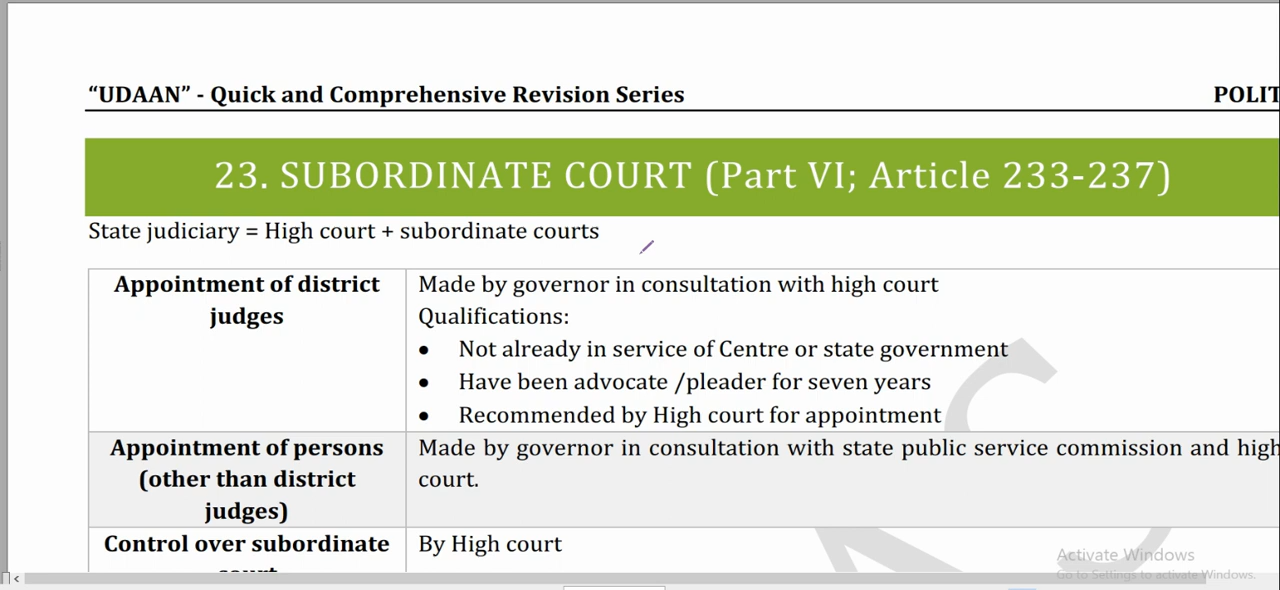 “UDAAN” - Quick and Comprehensive Revision Series
23. SUBORDINATE COURT (Part VI; Article 233-237)
State judiciary = High court + subordinate courts
Appointment of district
judges
Made by governor in consultation with high court
Qualifications:
• Not already in service of Centre or state government
• Have been advocate /pleader for seven years
• Recommended by High court for appointment
Appointment of persons
(other than district
judges)
Made by governor in consultation with state public service commission and high
court.
Control over subordinate
By High court
Activate Windows
Go to Settings to activate Windows.